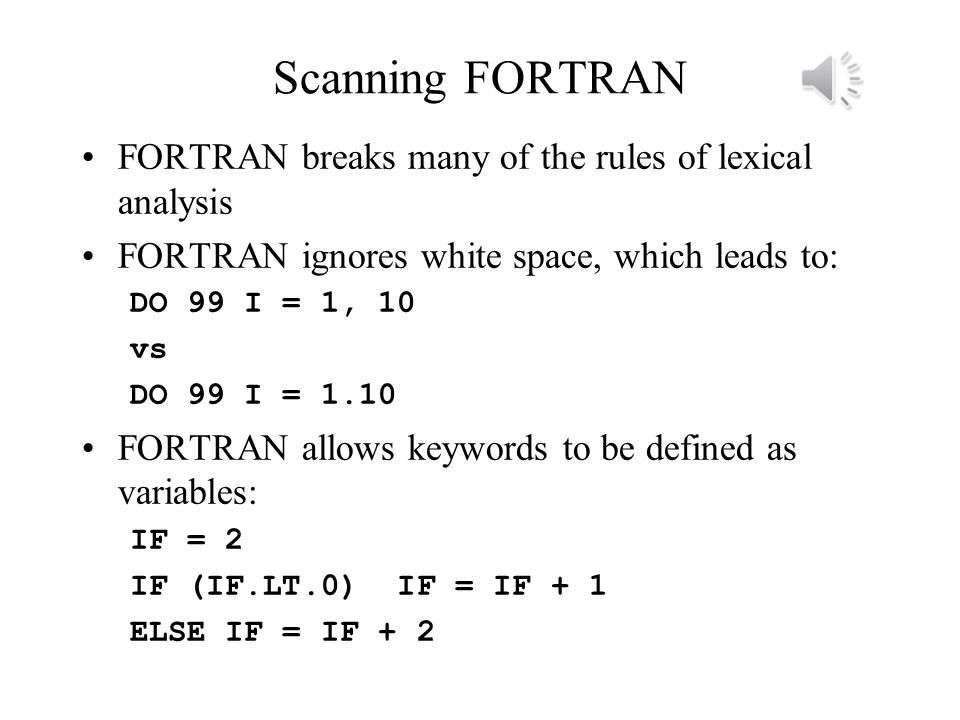 Scanning FORTRAN
• FORTRAN breaks many of the rules of lexical
analysis
• FORTRAN ignores white space, which leads to:
DO 99 I = 1, 10
vs
DO 99 I = 1.10
• FORTRAN allows keywords to be defined as
variables:
IF = 2
IF (IF.LT.0)  IF = IF + 1
ELSE IF = IF + 2